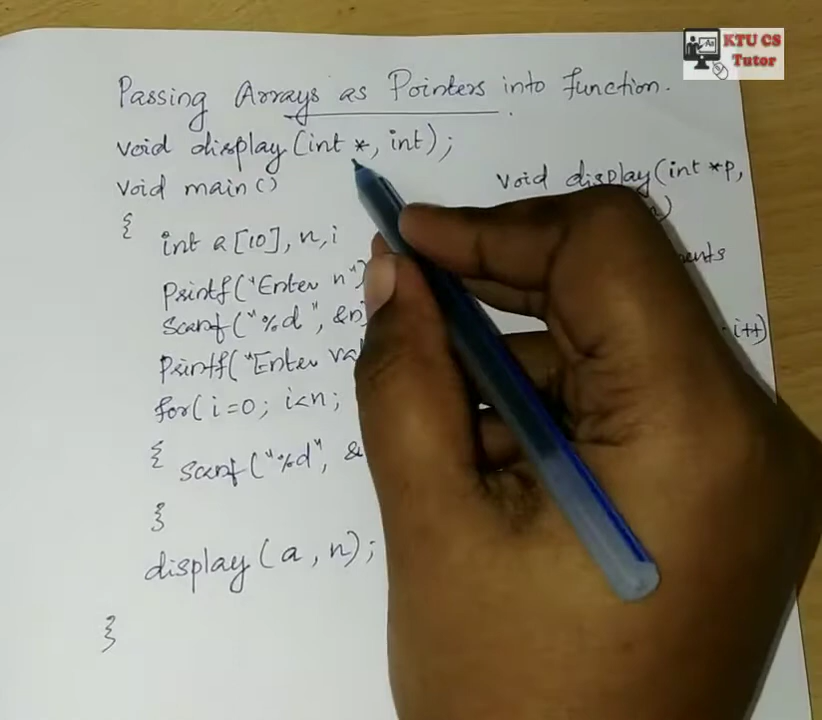 KTU CS
Tutor
Passing Arrays as Pointers into function.
void display(int *, int);
void main()
{
int a[10], n, i
Printf("Enter n")
Scanf("%d", &n)
Printf("Enter
for(i=0; i<n;
{ Scanf("%d", &
}
display(a, n);
}
void display(int *p,
i++)